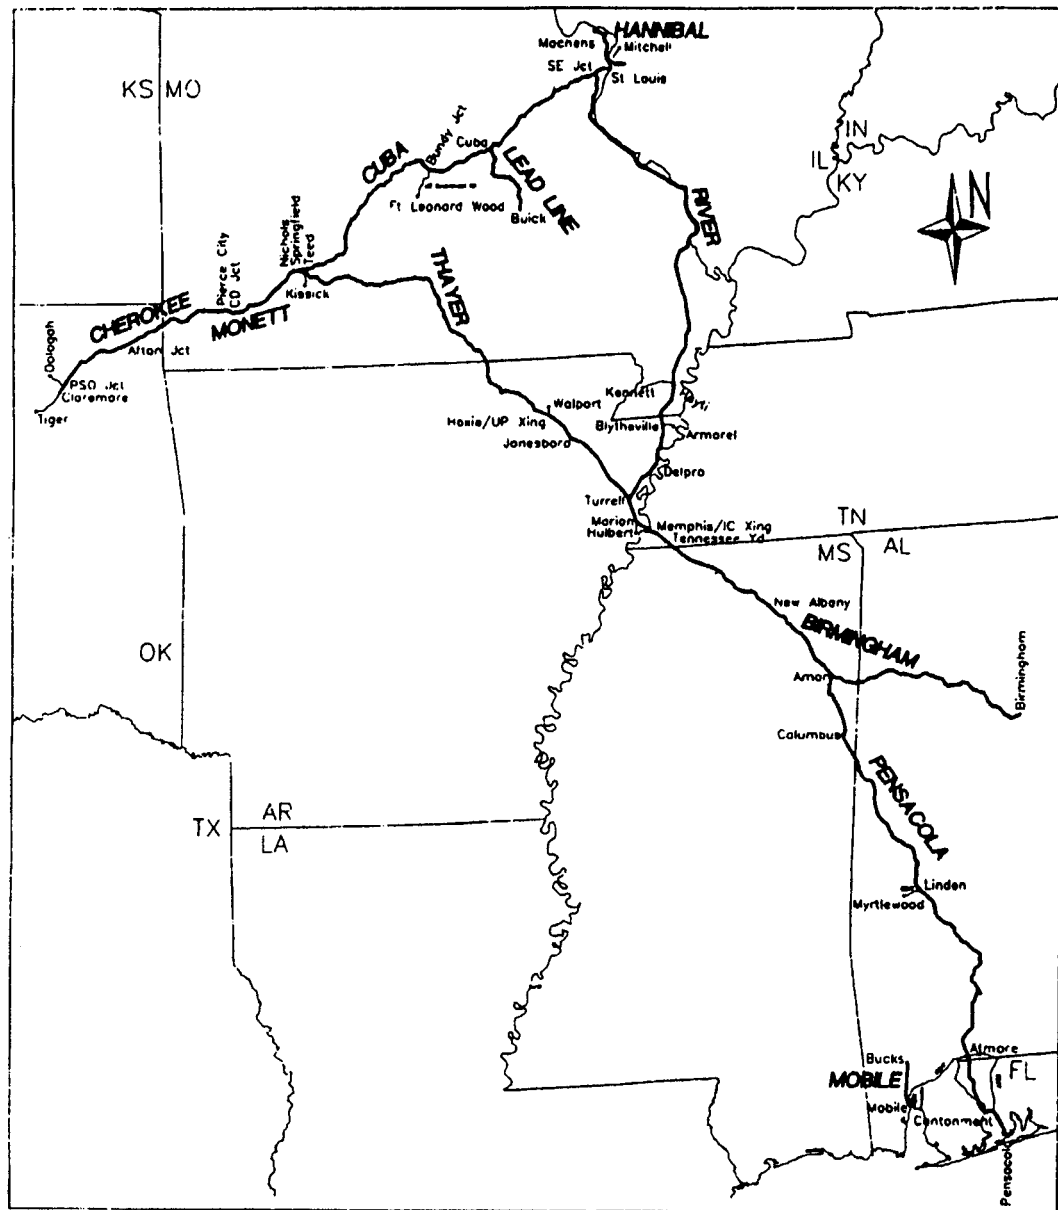 HANNIBAL
Machens
Mitchell
SE Jct
St Louis
KS MO
IN
IL
KY
N
Cuba
Bundy Jct
CUBA
LEAD LINE
Ft Leonard Wood
Buick
RIVER
Nichols
Springfield
Teed
Kissick
THAYER
Pierce City
CD Jct
CHEROKEE
MONETT
Afton Jct
Oologah
PSO Jct
Claremore
Tiger
Kennett
Hayti
Walport
Hoxie/UP Xing
Jonesboro
Blytheville
Armorel
Delpro
Turrell
Marion
Hulbert
Memphis/IC Xing
Tennessee Yd
TN
MS
AL
New Albany
BIRMINGHAM
Birmingham
OK
Amory
Columbus
PENSACOLA
TX
AR
LA
Linden
Myrtlewood
Bucks
Atmore
MOBILE
FL
Mobile
Cantonment
Pensacola